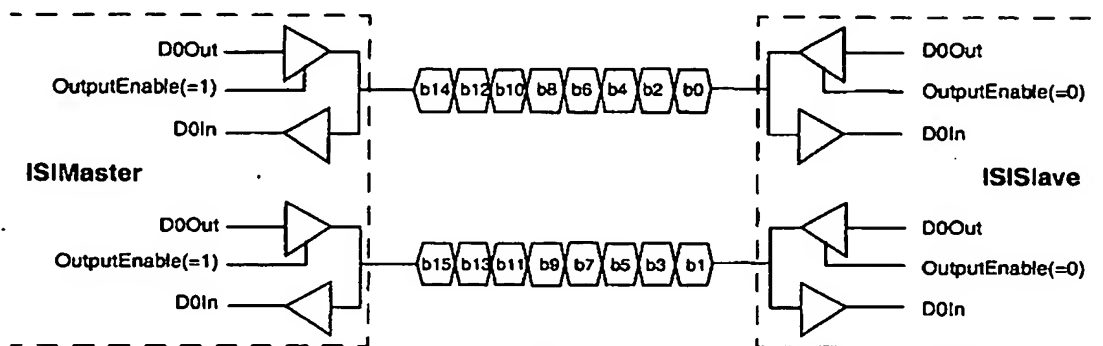 D0Out
OutputEnable(=1)
D0In
b14 b12 b10 b8 b6 b4 b2 b0
D0Out
OutputEnable(=0)
D0In
ISIMaster
ISISlave
D0Out
OutputEnable(=1)
D0In
b15 b13 b11 b9 b7 b5 b3 b1
D0Out
OutputEnable(=0)
D0In